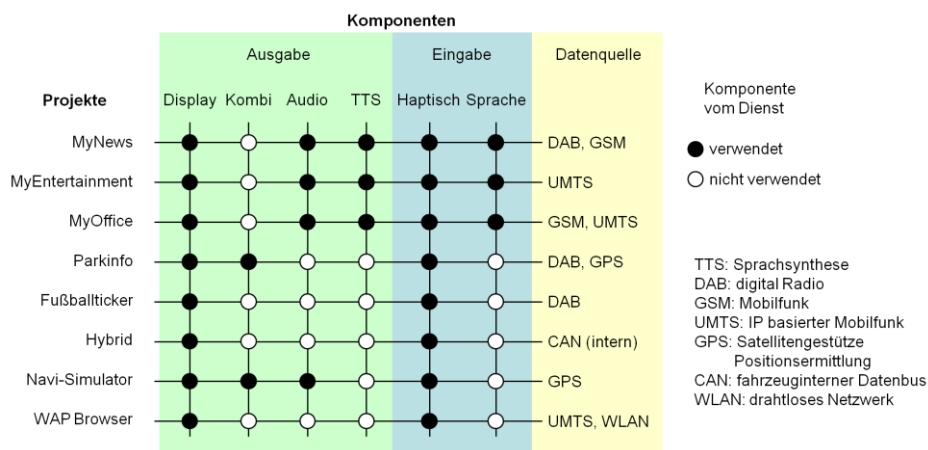 Komponenten
Ausgabe Eingabe Datenquelle
Projekte Display Kombi Audio TTS Haptisch Sprache
MyNews DAB, GSM
MyEntertainment UMTS
MyOffice GSM, UMTS
Parkinfo DAB, GPS
Fußballticker DAB
Hybrid CAN (intern)
Navi-Simulator GPS
WAP Browser UMTS, WLAN
Komponente
vom Dienst
verwendet
nicht verwendet
TTS: Sprachsynthese
DAB: digital Radio
GSM: Mobilfunk
UMTS: IP basierter Mobilfunk
GPS: Satellitengestütze
Positionsermittlung
CAN: fahrzeuginterner Datenbus
WLAN: drahtloses Netzwerk